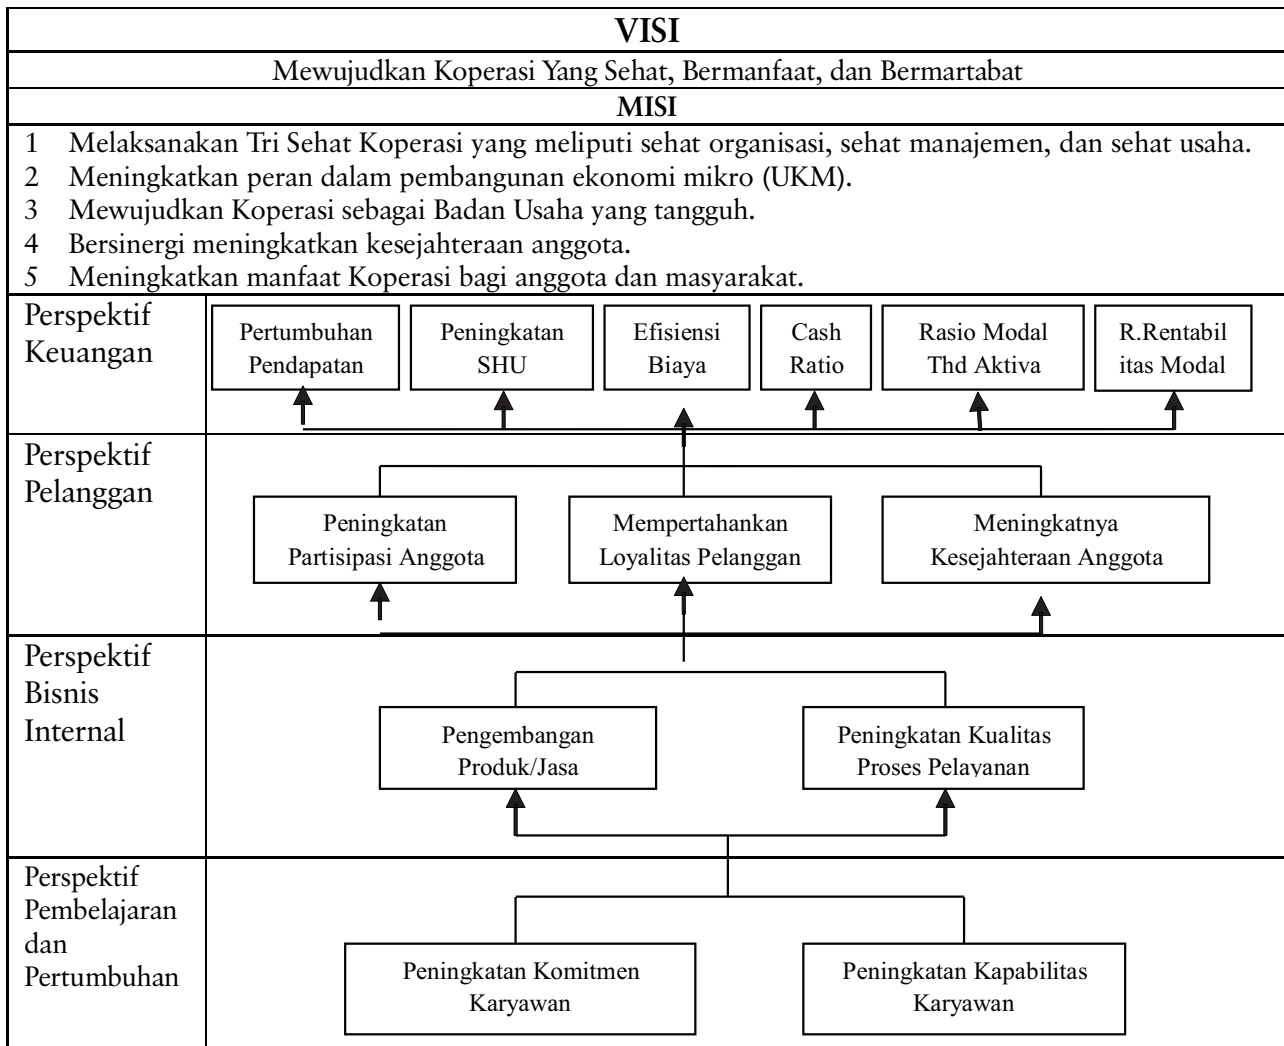 VISI
Mewujudkan Koperasi Yang Sehat, Bermanfaat, dan Bermartabat
MISI
1 Melaksanakan Tri Sehat Koperasi yang meliputi sehat organisasi, sehat manajemen, dan sehat usaha.
2 Meningkatkan peran dalam pembangunan ekonomi mikro (UKM).
3 Mewujudkan Koperasi sebagai Badan Usaha yang tangguh.
4 Bersinergi meningkatkan kesejahteraan anggota.
5 Meningkatkan manfaat Koperasi bagi anggota dan masyarakat.
Perspektif
Keuangan
Pertumbuhan
Pendapatan
Peningkatan
SHU
Efisiensi
Biaya
Cash
Ratio
Rasio Modal
Thd Aktiva
R.Rentabil
itas Modal
Perspektif
Pelanggan
Peningkatan
Partisipasi Anggota
Mempertahankan
Loyalitas Pelanggan
Meningkatnya
Kesejahteraan Anggota
Perspektif
Bisnis
Internal
Pengembangan
Produk/Jasa
Peningkatan Kualitas
Proses Pelayanan
Perspektif
Pembelajaran
dan
Pertumbuhan
Peningkatan Komitmen
Karyawan
Peningkatan Kapabilitas
Karyawan